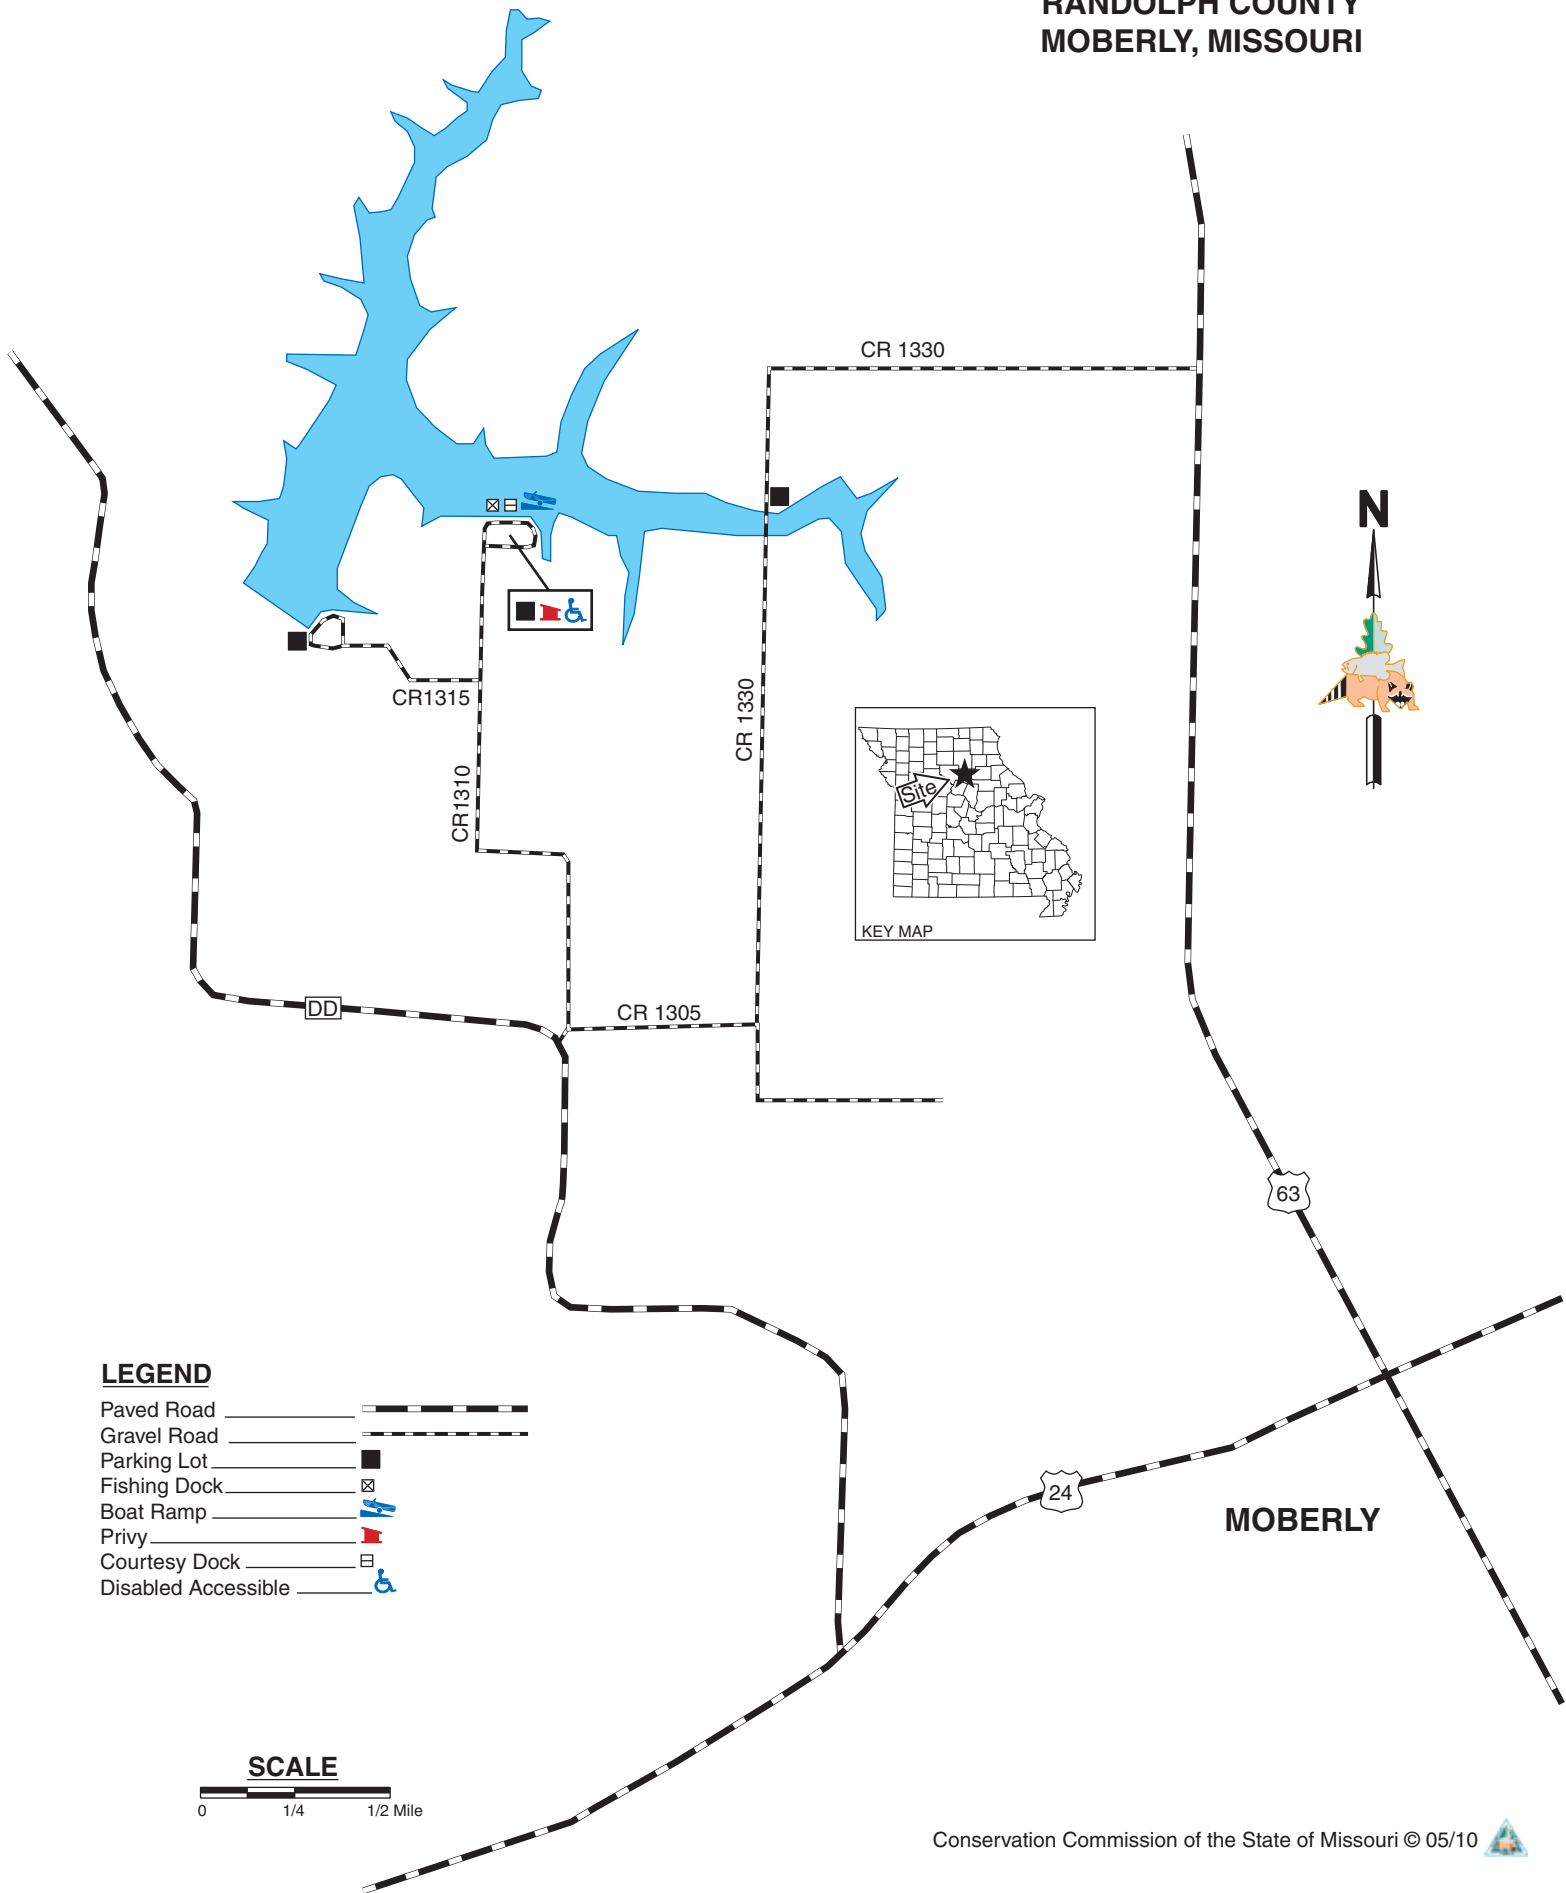 RANDOLPH COUNTY
MOBERLY, MISSOURI
CR 1330
N
CR1315
CR 1330
CR1310
Site
KEY MAP
DD
CR 1305
63
LEGEND
Paved Road
Gravel Road
Parking Lot
Fishing Dock
Boat Ramp
Privy
Courtesy Dock
Disabled Accessible
24
MOBERLY
SCALE
0 1/4 1/2 Mile
Conservation Commission of the State of Missouri © 05/10